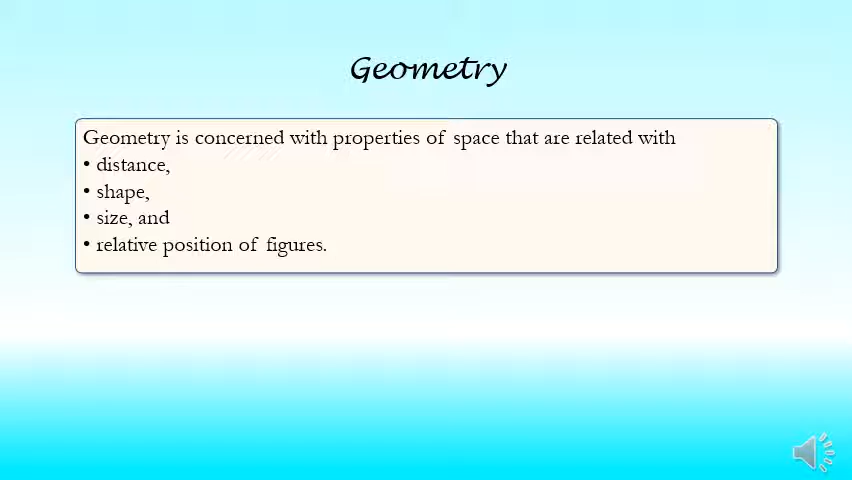 Geometry
Geometry is concerned with properties of space that are related with
• distance,
• shape,
• size, and
• relative position of figures.